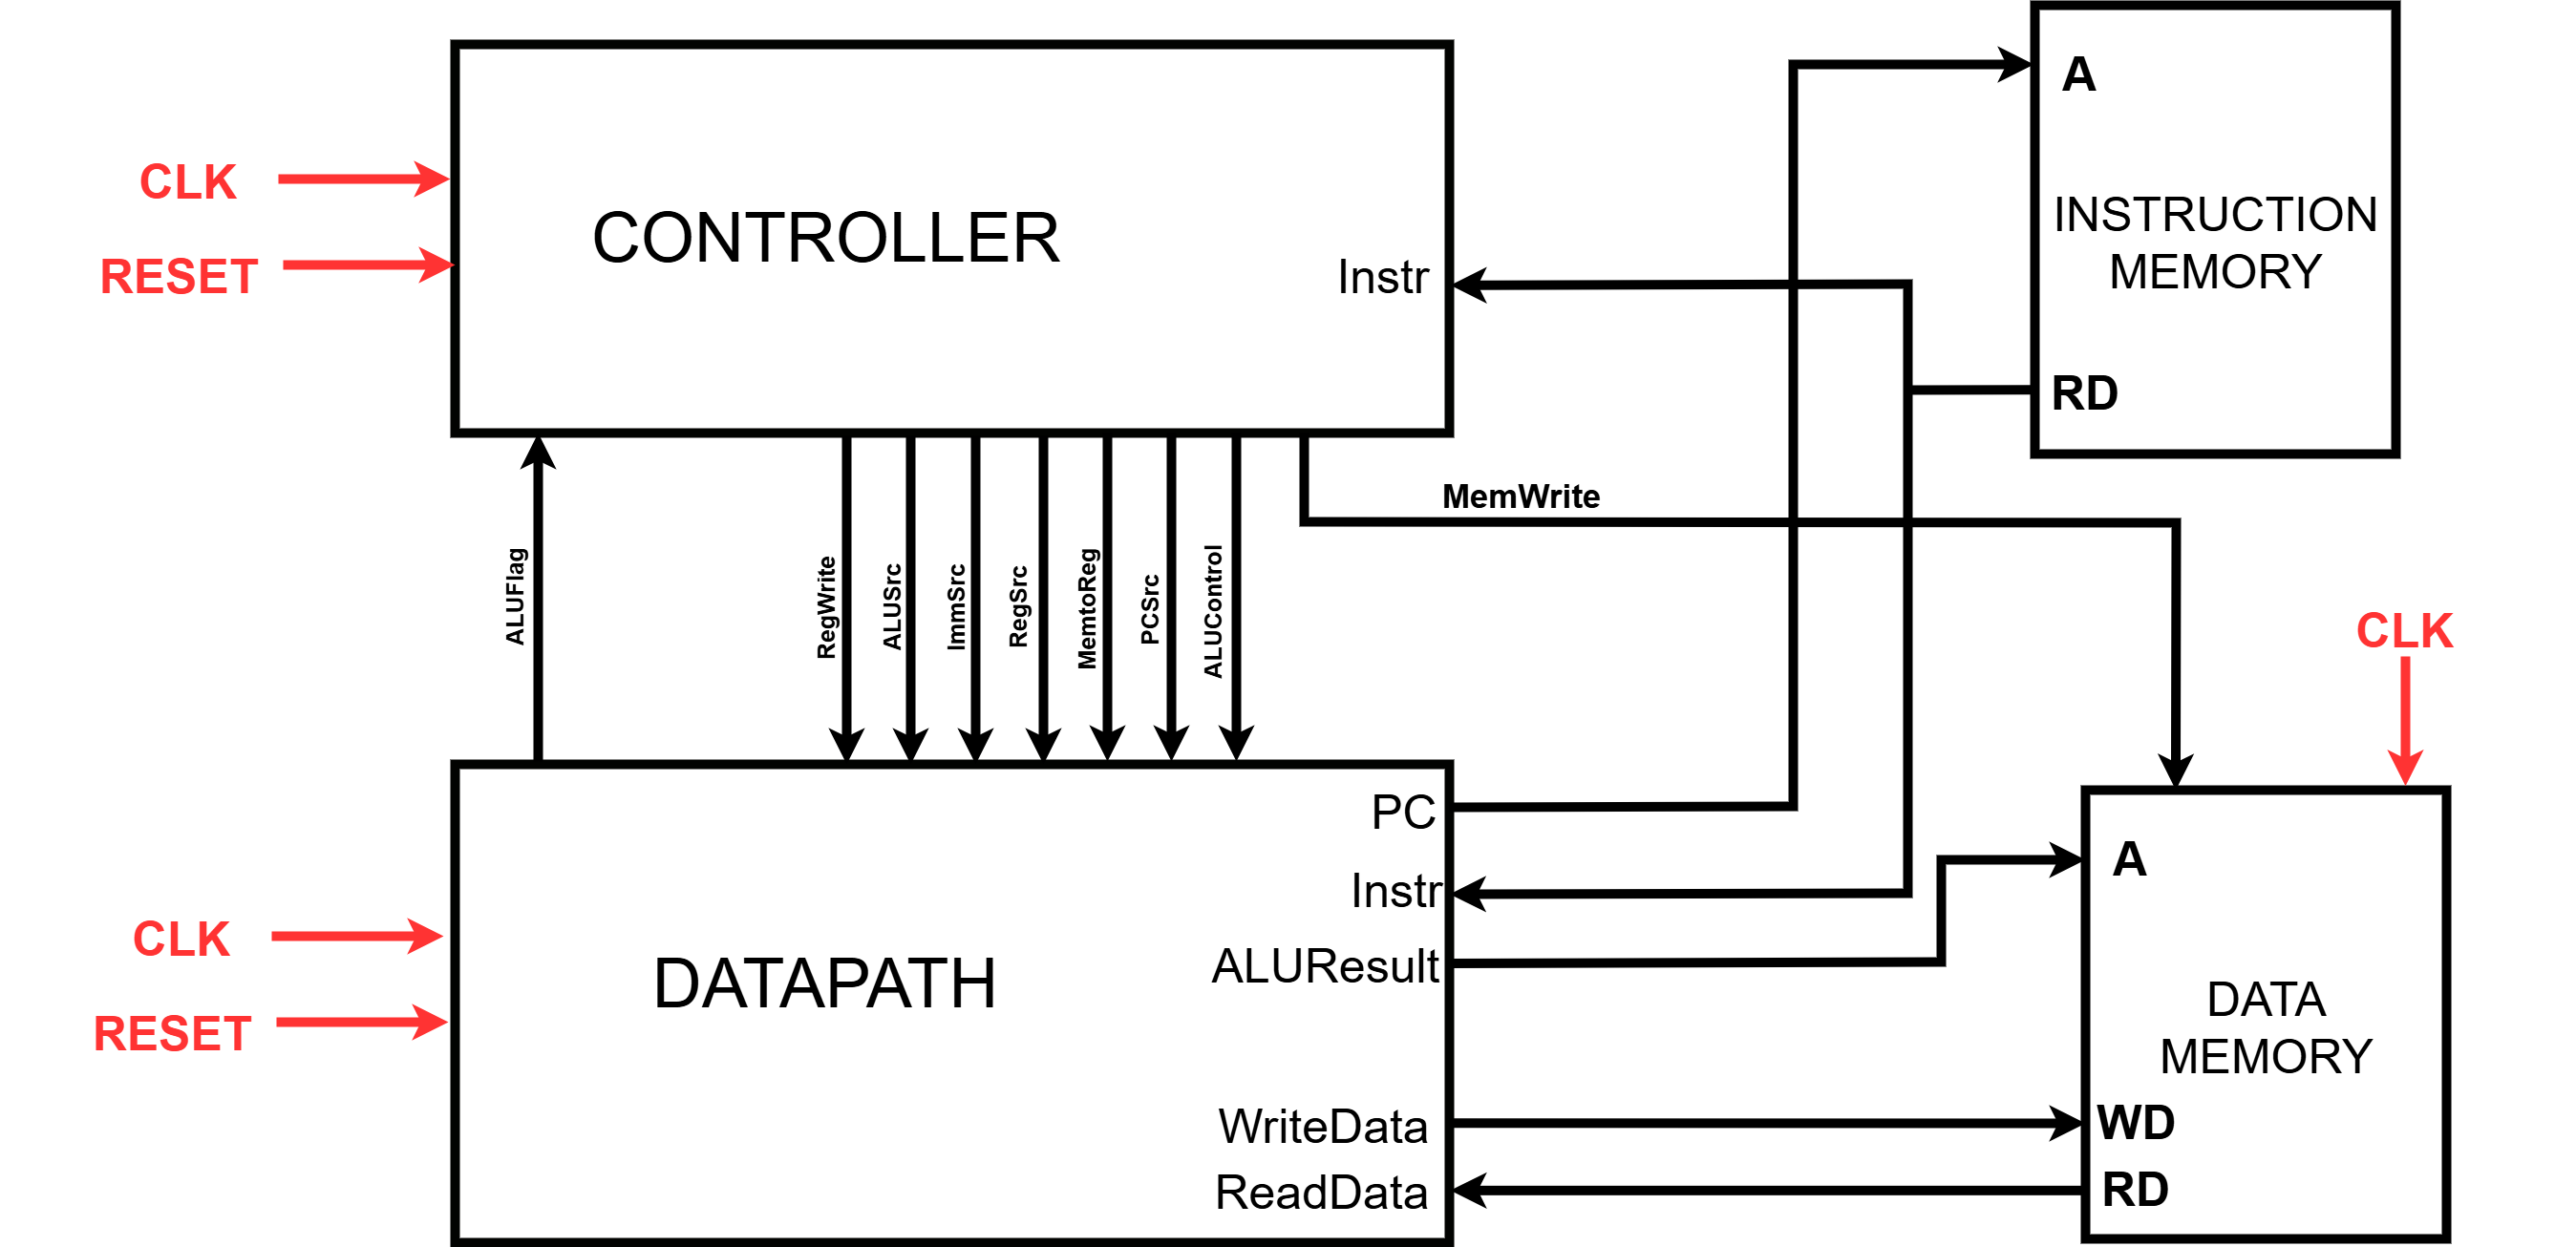 CLK
RESET
CONTROLLER
Instr
A
INSTRUCTION
MEMORY
RD
MemWrite
ALUFlag
RegWrite
ALUSrc
ImmSrc
RegSrc
MemtoReg
PCSrc
ALUControl
CLK
CLK
RESET
DATAPATH
PC
Instr
ALUResult
WriteData
ReadData
A
DATA
MEMORY
WD
RD